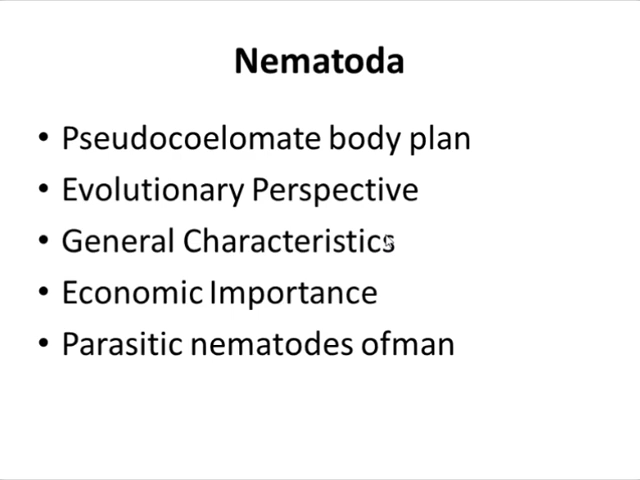 Nematoda
• Pseudocoelomate body plan
• Evolutionary Perspective
• General Characteristics
• Economic Importance
• Parasitic nematodes ofman